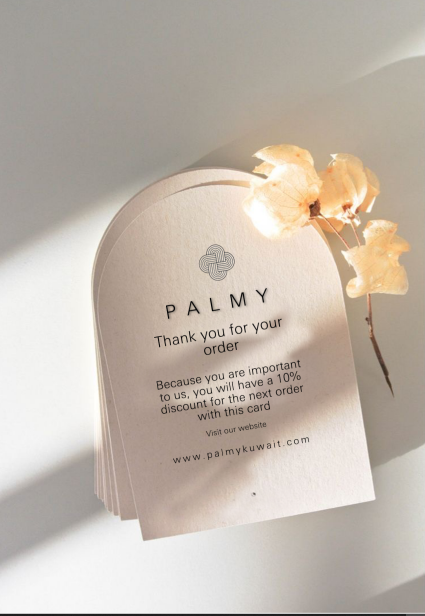 PALMY
Thank you for your
order
Because you are important
to us, you will have a 10%
discount for the next order
with this card
Visit our website
www.palmykuwait.com